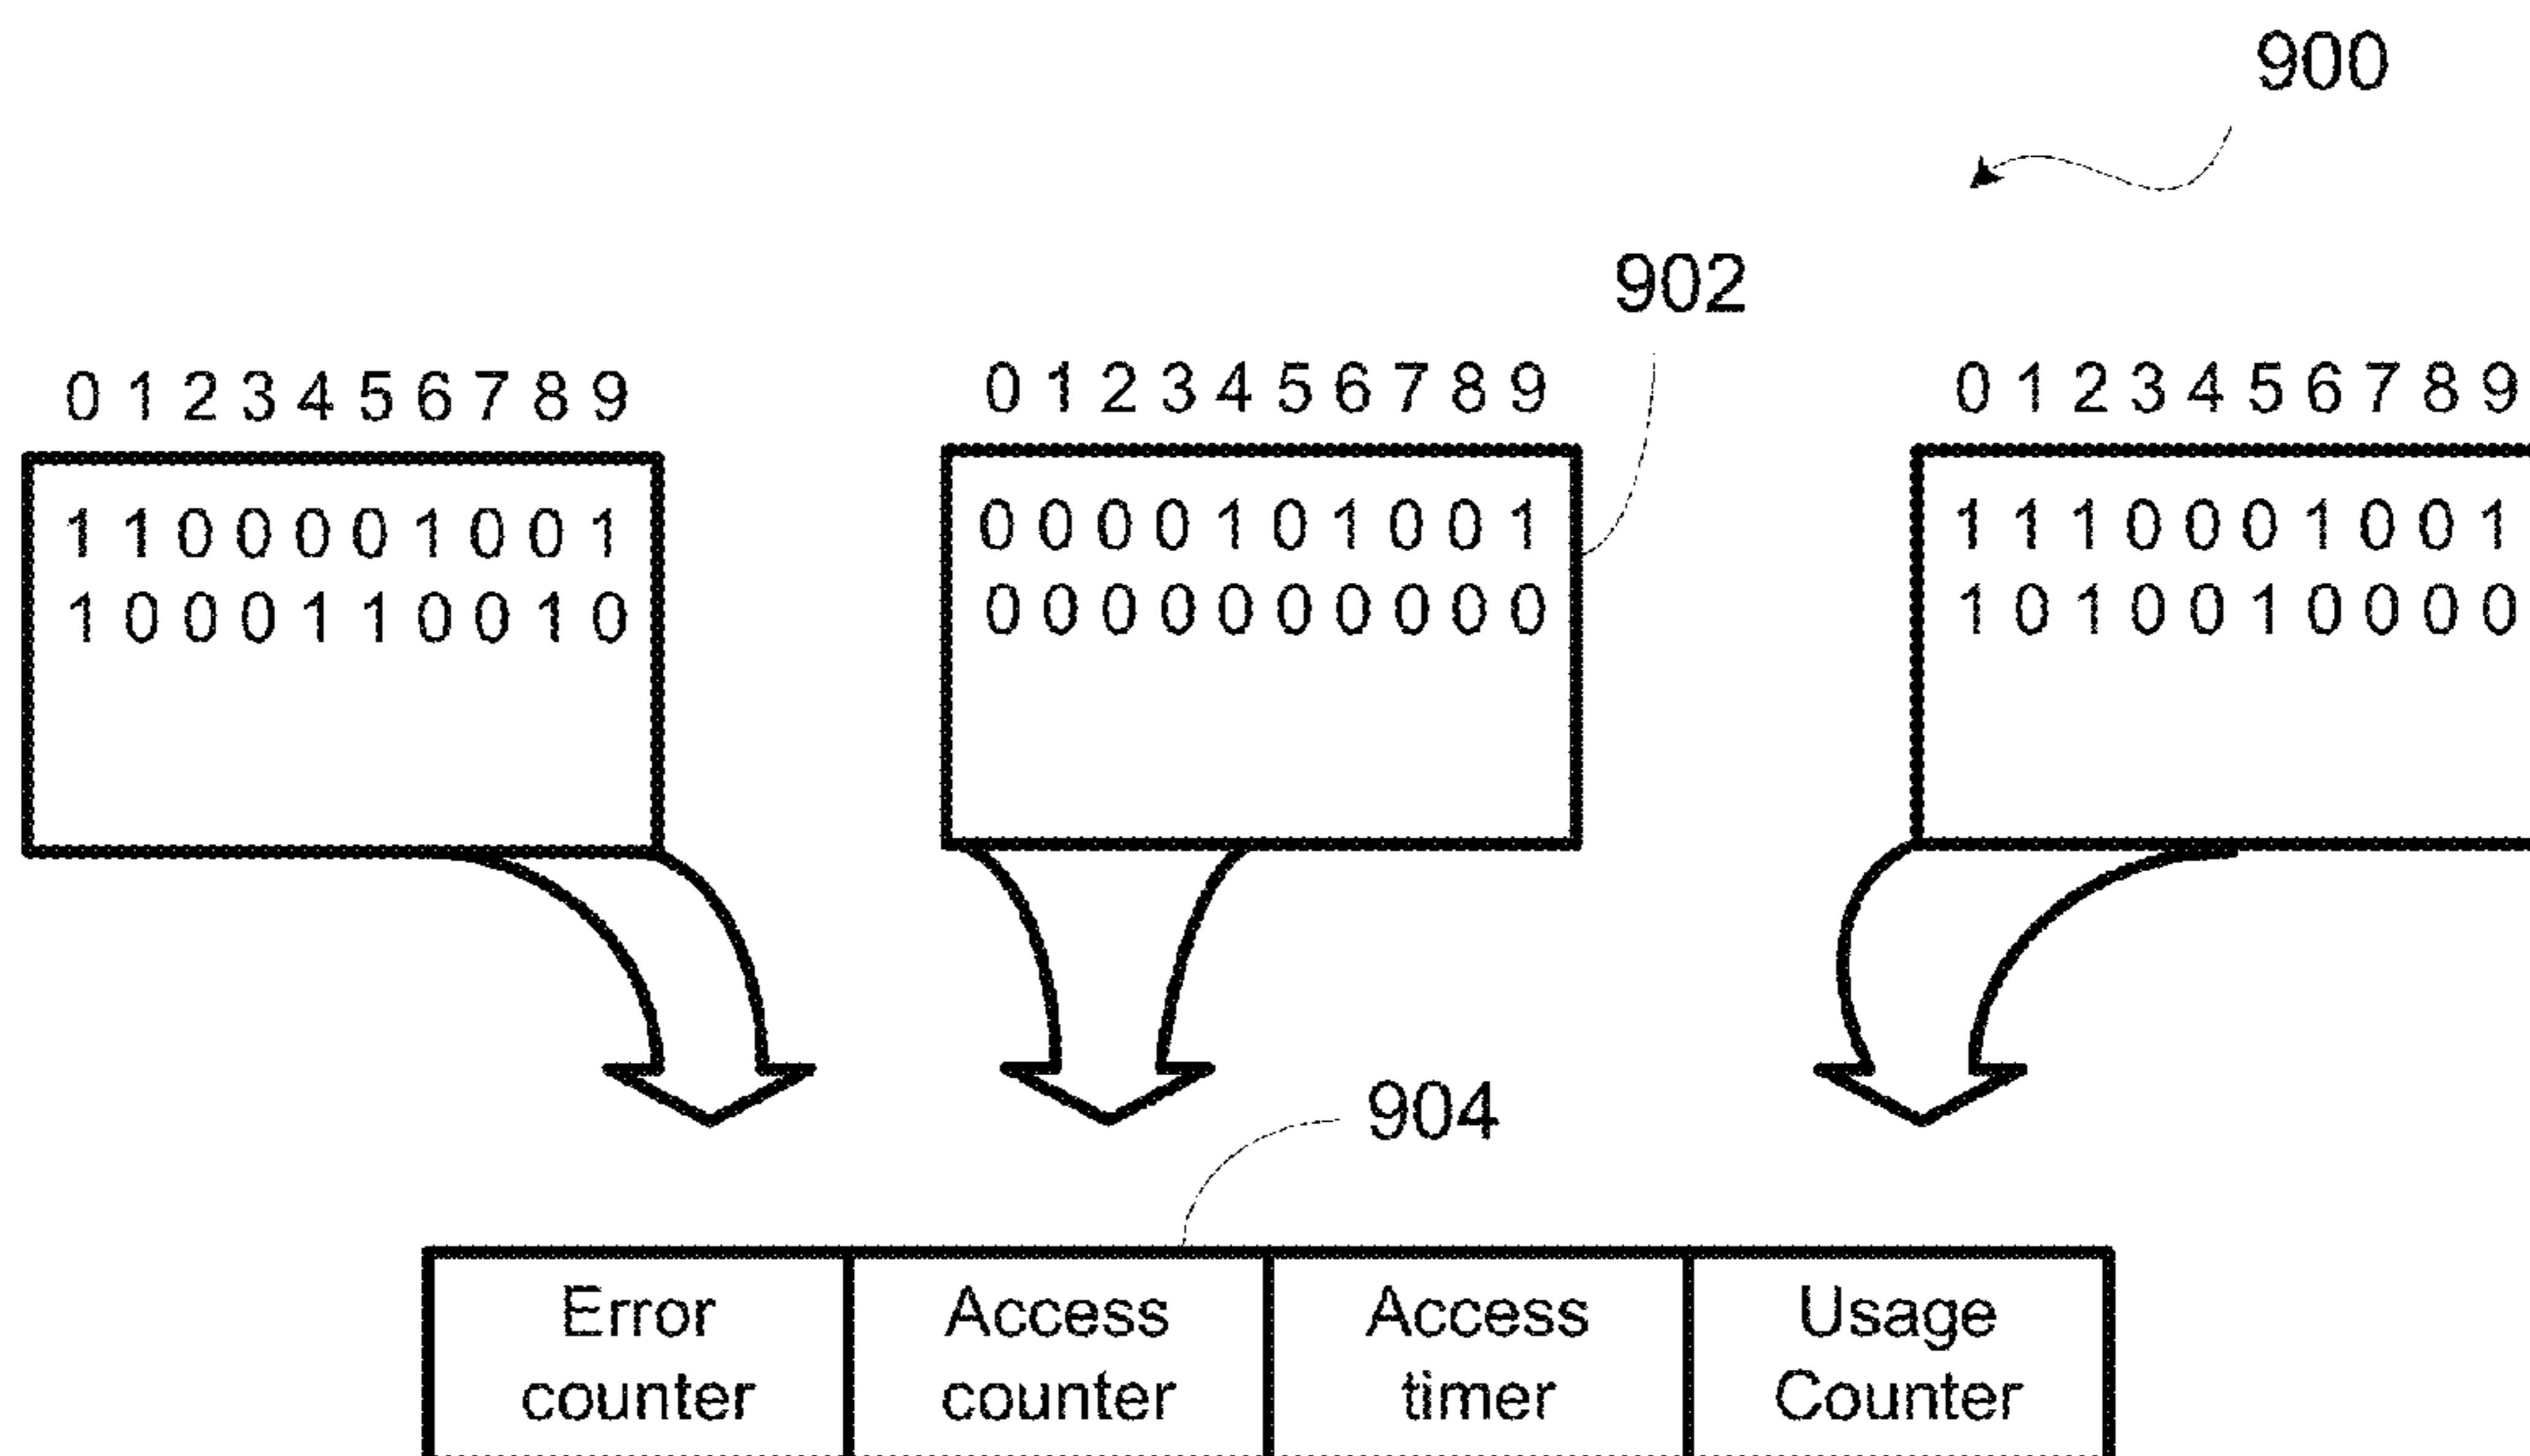 900
902
0 1 2 3 4 5 6 7 8 9
1 1 0 0 0 0 1 0 0 1
1 0 0 0 1 1 0 0 1 0
0 1 2 3 4 5 6 7 8 9
0 0 0 0 1 0 1 0 0 1
0 0 0 0 0 0 0 0 0 0
0 1 2 3 4 5 6 7 8 9
1 1 1 0 0 0 1 0 0 1
1 0 1 0 0 1 0 0 0 0
904
Error
counter
Access
counter
Access
timer
Usage
Counter